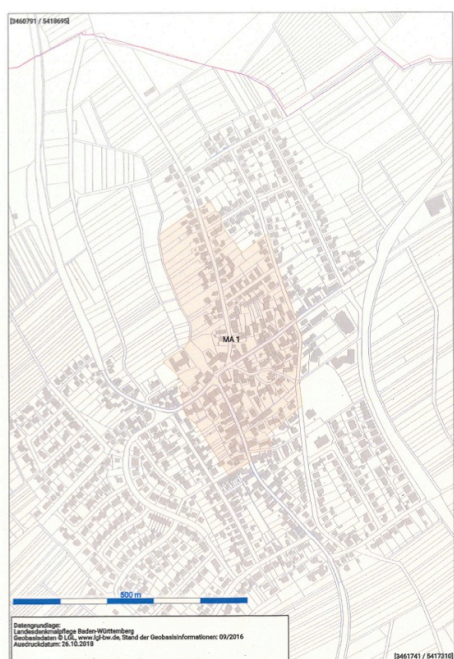 [3460791 / 5418695]
MA 1
500 m
Datengrundlage:
Landesdenkmalpflege Baden-Württemberg
Geobasisdaten © LGL, www.lgl-bw.de, Stand der Geobasisinformationen: 09/2016
Ausdruckdatum: 26.10.2018
[3461741 / 5417310]